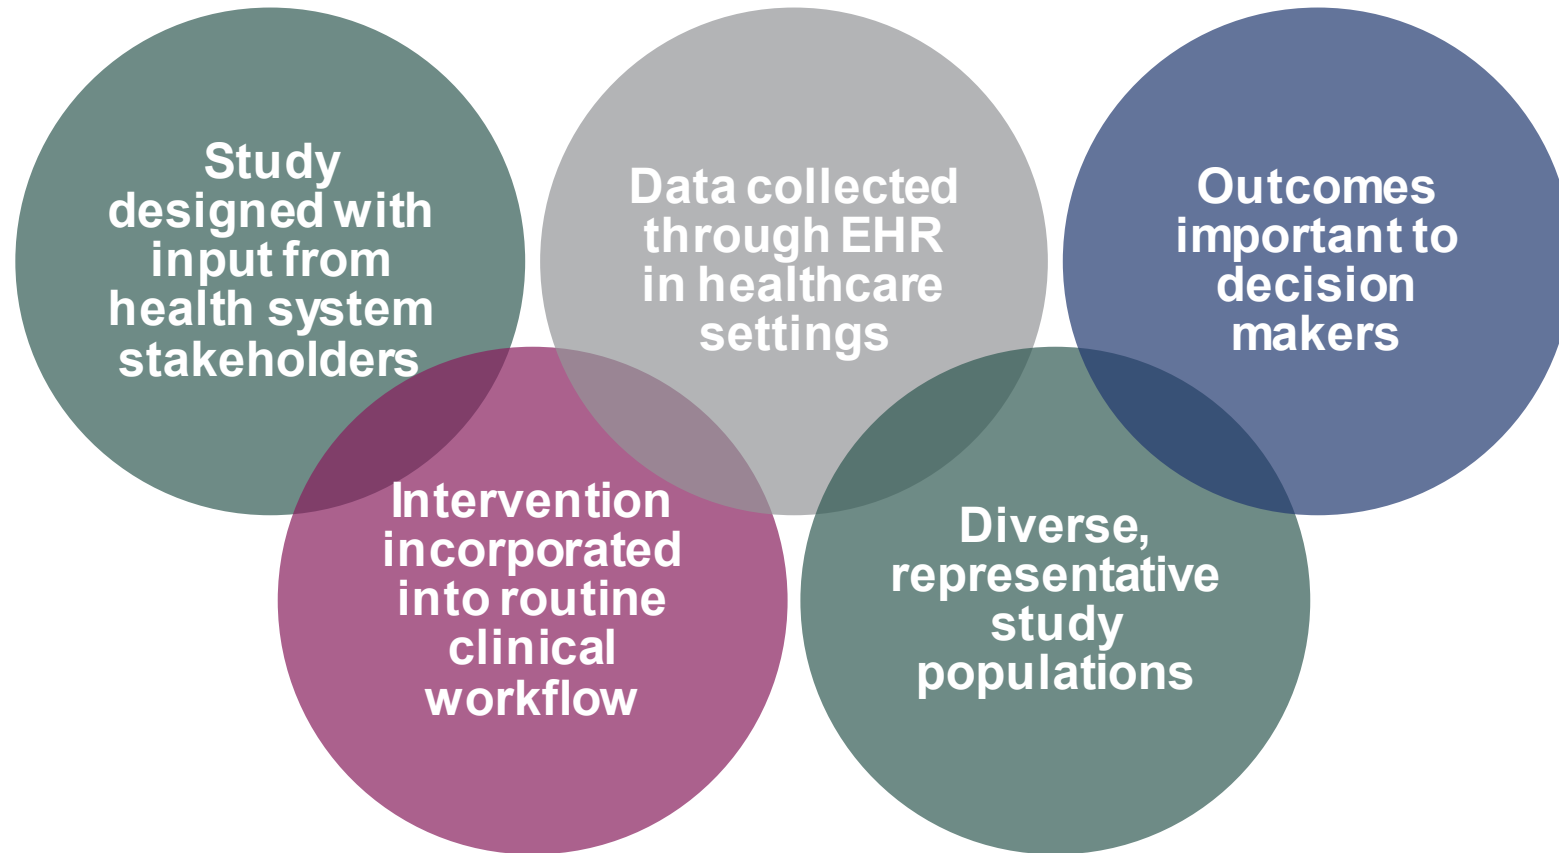 Study
designed with
input from
health system
stakeholders
Data collected
through EHR
in healthcare
settings
Outcomes
important to
decision
makers
Intervention
incorporated
into routine
clinical
workflow
Diverse,
representative
study
populations